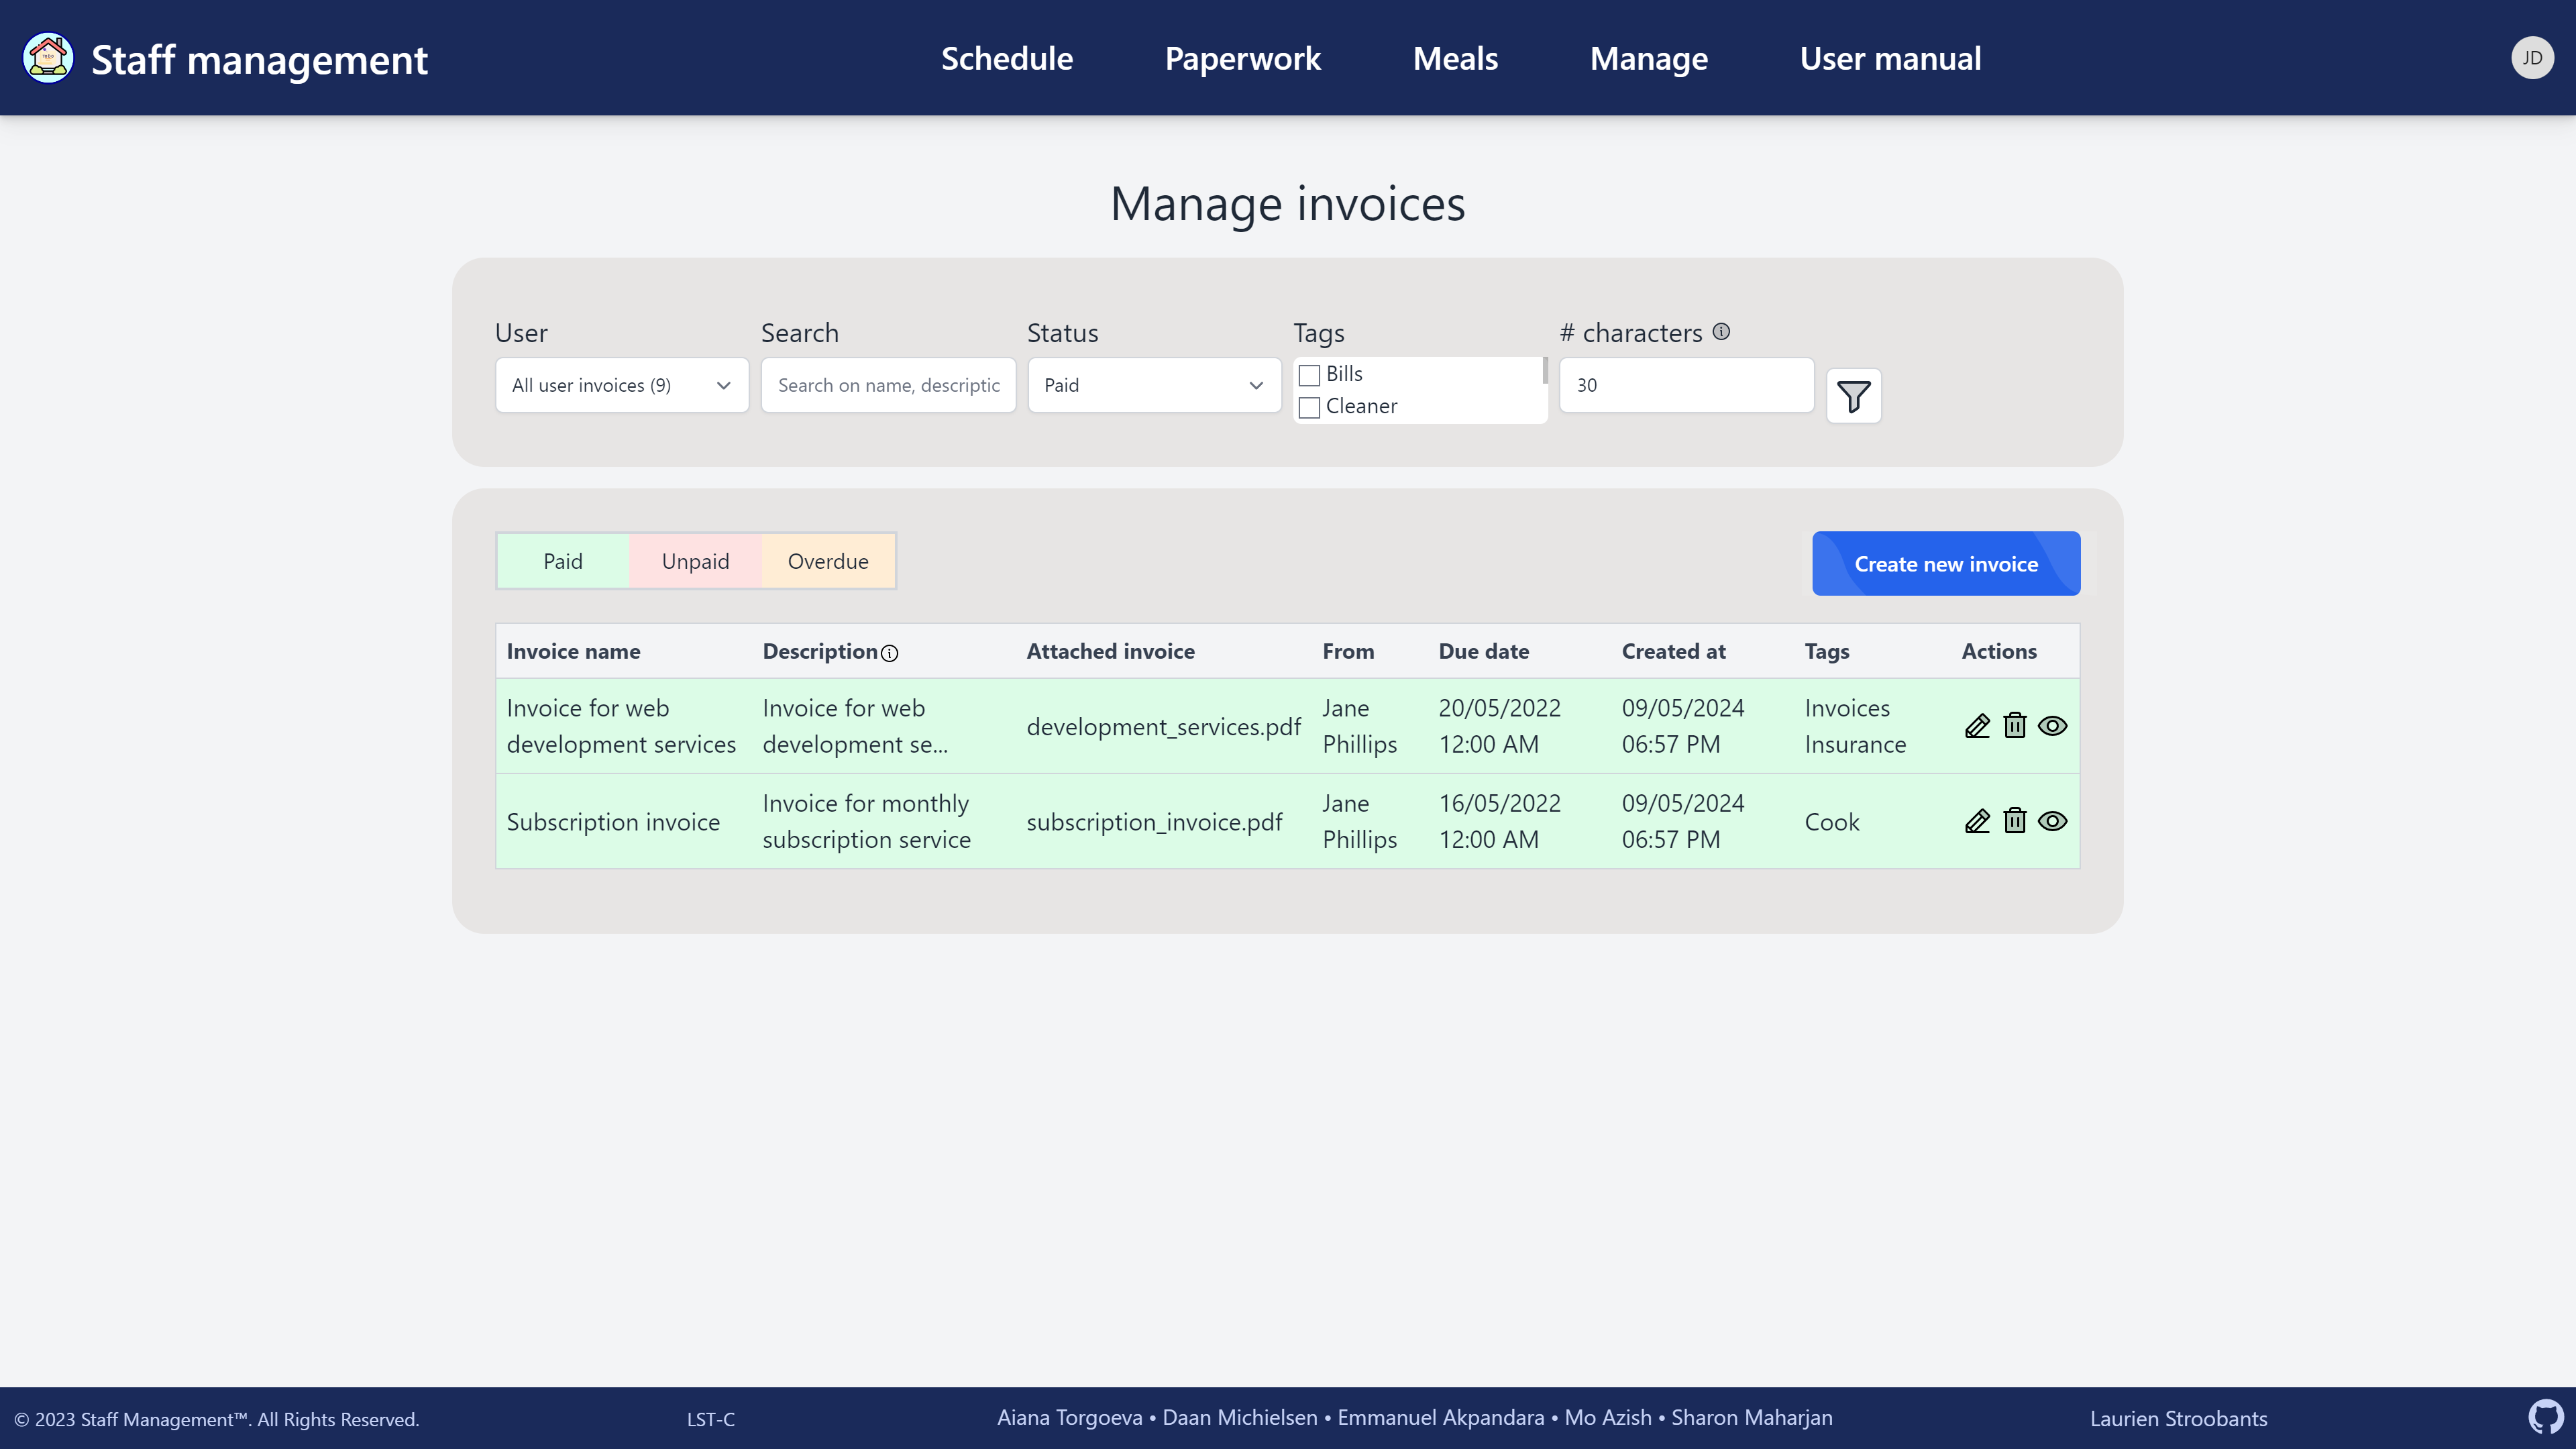 Staff management
Schedule
Paperwork
Meals
Manage
User manual
JD
Manage invoices
User
Search
Status
Tags
# characters
All user invoices (9)
Search on name, descriptic
Paid
Bills
Cleaner
30
Paid
Unpaid
Overdue
Create new invoice
Invoice name
Description
Attached invoice
From
Due date
Created at
Tags
Actions
Invoice for web
development services
Invoice for web
development se...
development_services.pdf
Jane
Phillips
20/05/2022
12:00 AM
09/05/2024
06:57 PM
Invoices
Insurance
Subscription invoice
Invoice for monthly
subscription service
subscription_invoice.pdf
Jane
Phillips
16/05/2022
12:00 AM
09/05/2024
06:57 PM
Cook
© 2023 Staff Management™. All Rights Reserved.
LST-C
Aiana Torgoeva • Daan Michielsen • Emmanuel Akpandara • Mo Azish • Sharon Maharjan
Laurien Stroobants